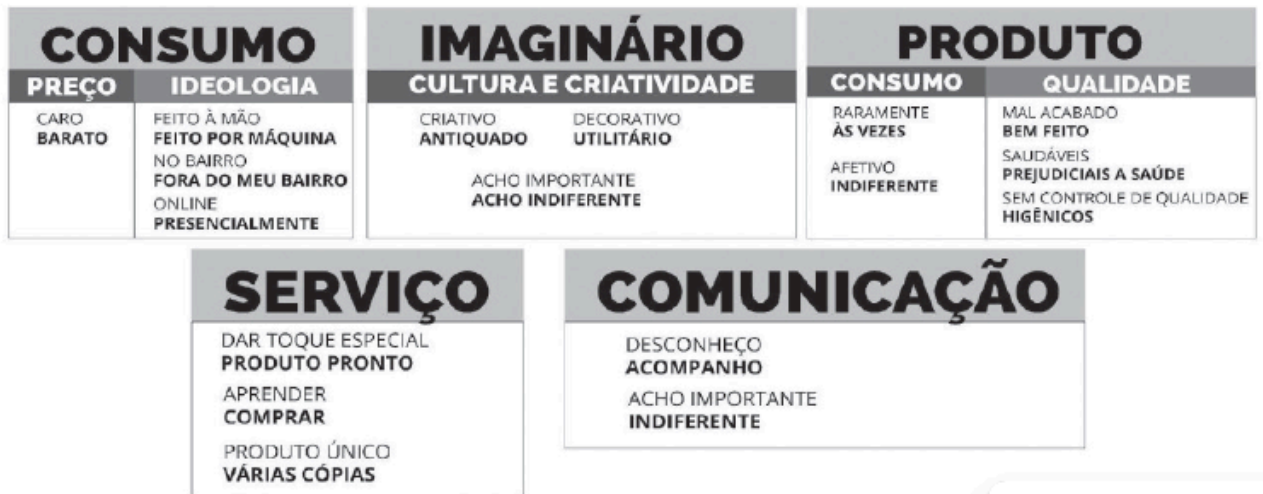 CONSUMO
PREÇO IDEOLOGIA
CARO
BARATO
FEITO À MÃO
FEITO POR MÁQUINA
NO BAIRRO
FORA DO MEU BAIRRO
ONLINE
PRESENCIALMENTE
IMAGINÁRIO
CULTURA E CRIATIVIDADE
CRIATIVO
ANTIQUADO
DECORATIVO
UTILITÁRIO
ACHO IMPORTANTE
ACHO INDIFERENTE
PRODUTO
CONSUMO QUALIDADE
RARAMENTE
ÀS VEZES
AFETIVO
INDIFERENTE
MAL ACABADO
BEM FEITO
SAUDÁVEIS
PREJUDICIAIS A SAÚDE
SEM CONTROLE DE QUALIDADE
HIGÊNICOS
SERVIÇO
DAR TOQUE ESPECIAL
PRODUTO PRONTO
APRENDER
COMPRAR
PRODUTO ÚNICO
VÁRIAS CÓPIAS
COMUNICAÇÃO
DESCONHEÇO
ACOMPANHO
ACHO IMPORTANTE
INDIFERENTE